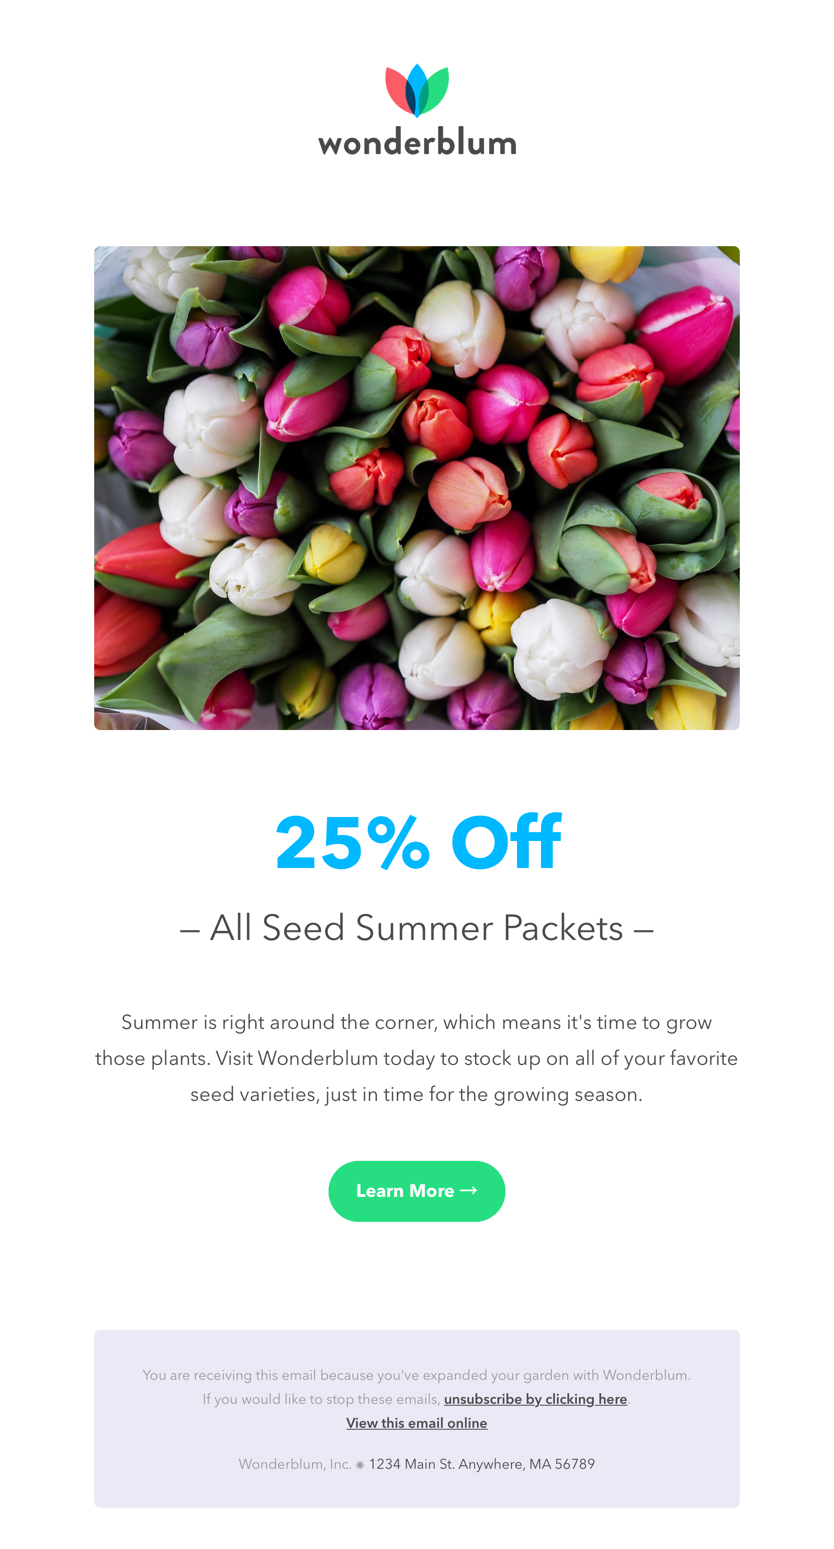 wonderblum
25% Off
– All Seed Summer Packets –
Summer is right around the corner, which means it's time to grow
those plants. Visit Wonderblum today to stock up on all of your favorite
seed varieties, just in time for the growing season.
Learn More →
You are receiving this email because you've expanded your garden with Wonderblum.
If you would like to stop these emails, unsubscribe by clicking here.
View this email online
Wonderblum, Inc. ⁕ 1234 Main St. Anywhere, MA 56789